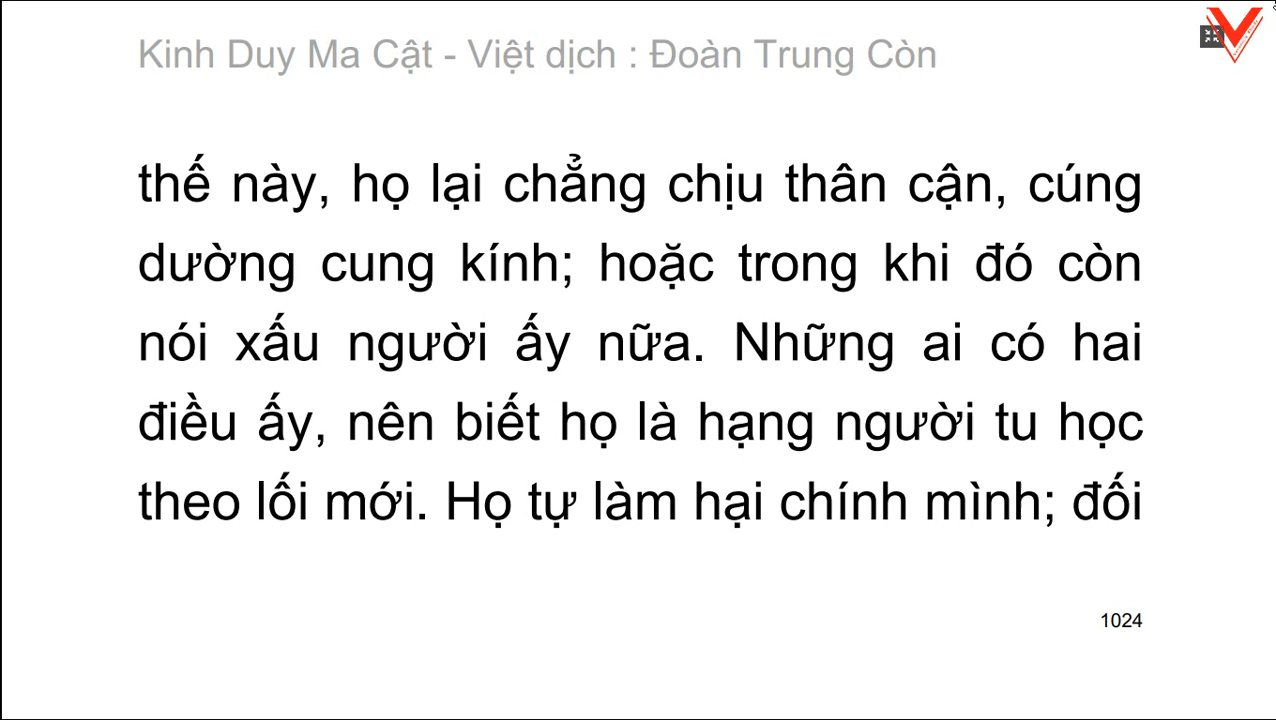 Kinh Duy Ma Cật - Việt dịch : Đoàn Trung Còn
thế này, họ lại chẳng chịu thân cận, cúng
dường cung kính; hoặc trong khi đó còn
nói xấu người ấy nữa. Những ai có hai
điều ấy, nên biết họ là hạng người tu học
theo lối mới. Họ tự làm hại chính mình; đối
1024